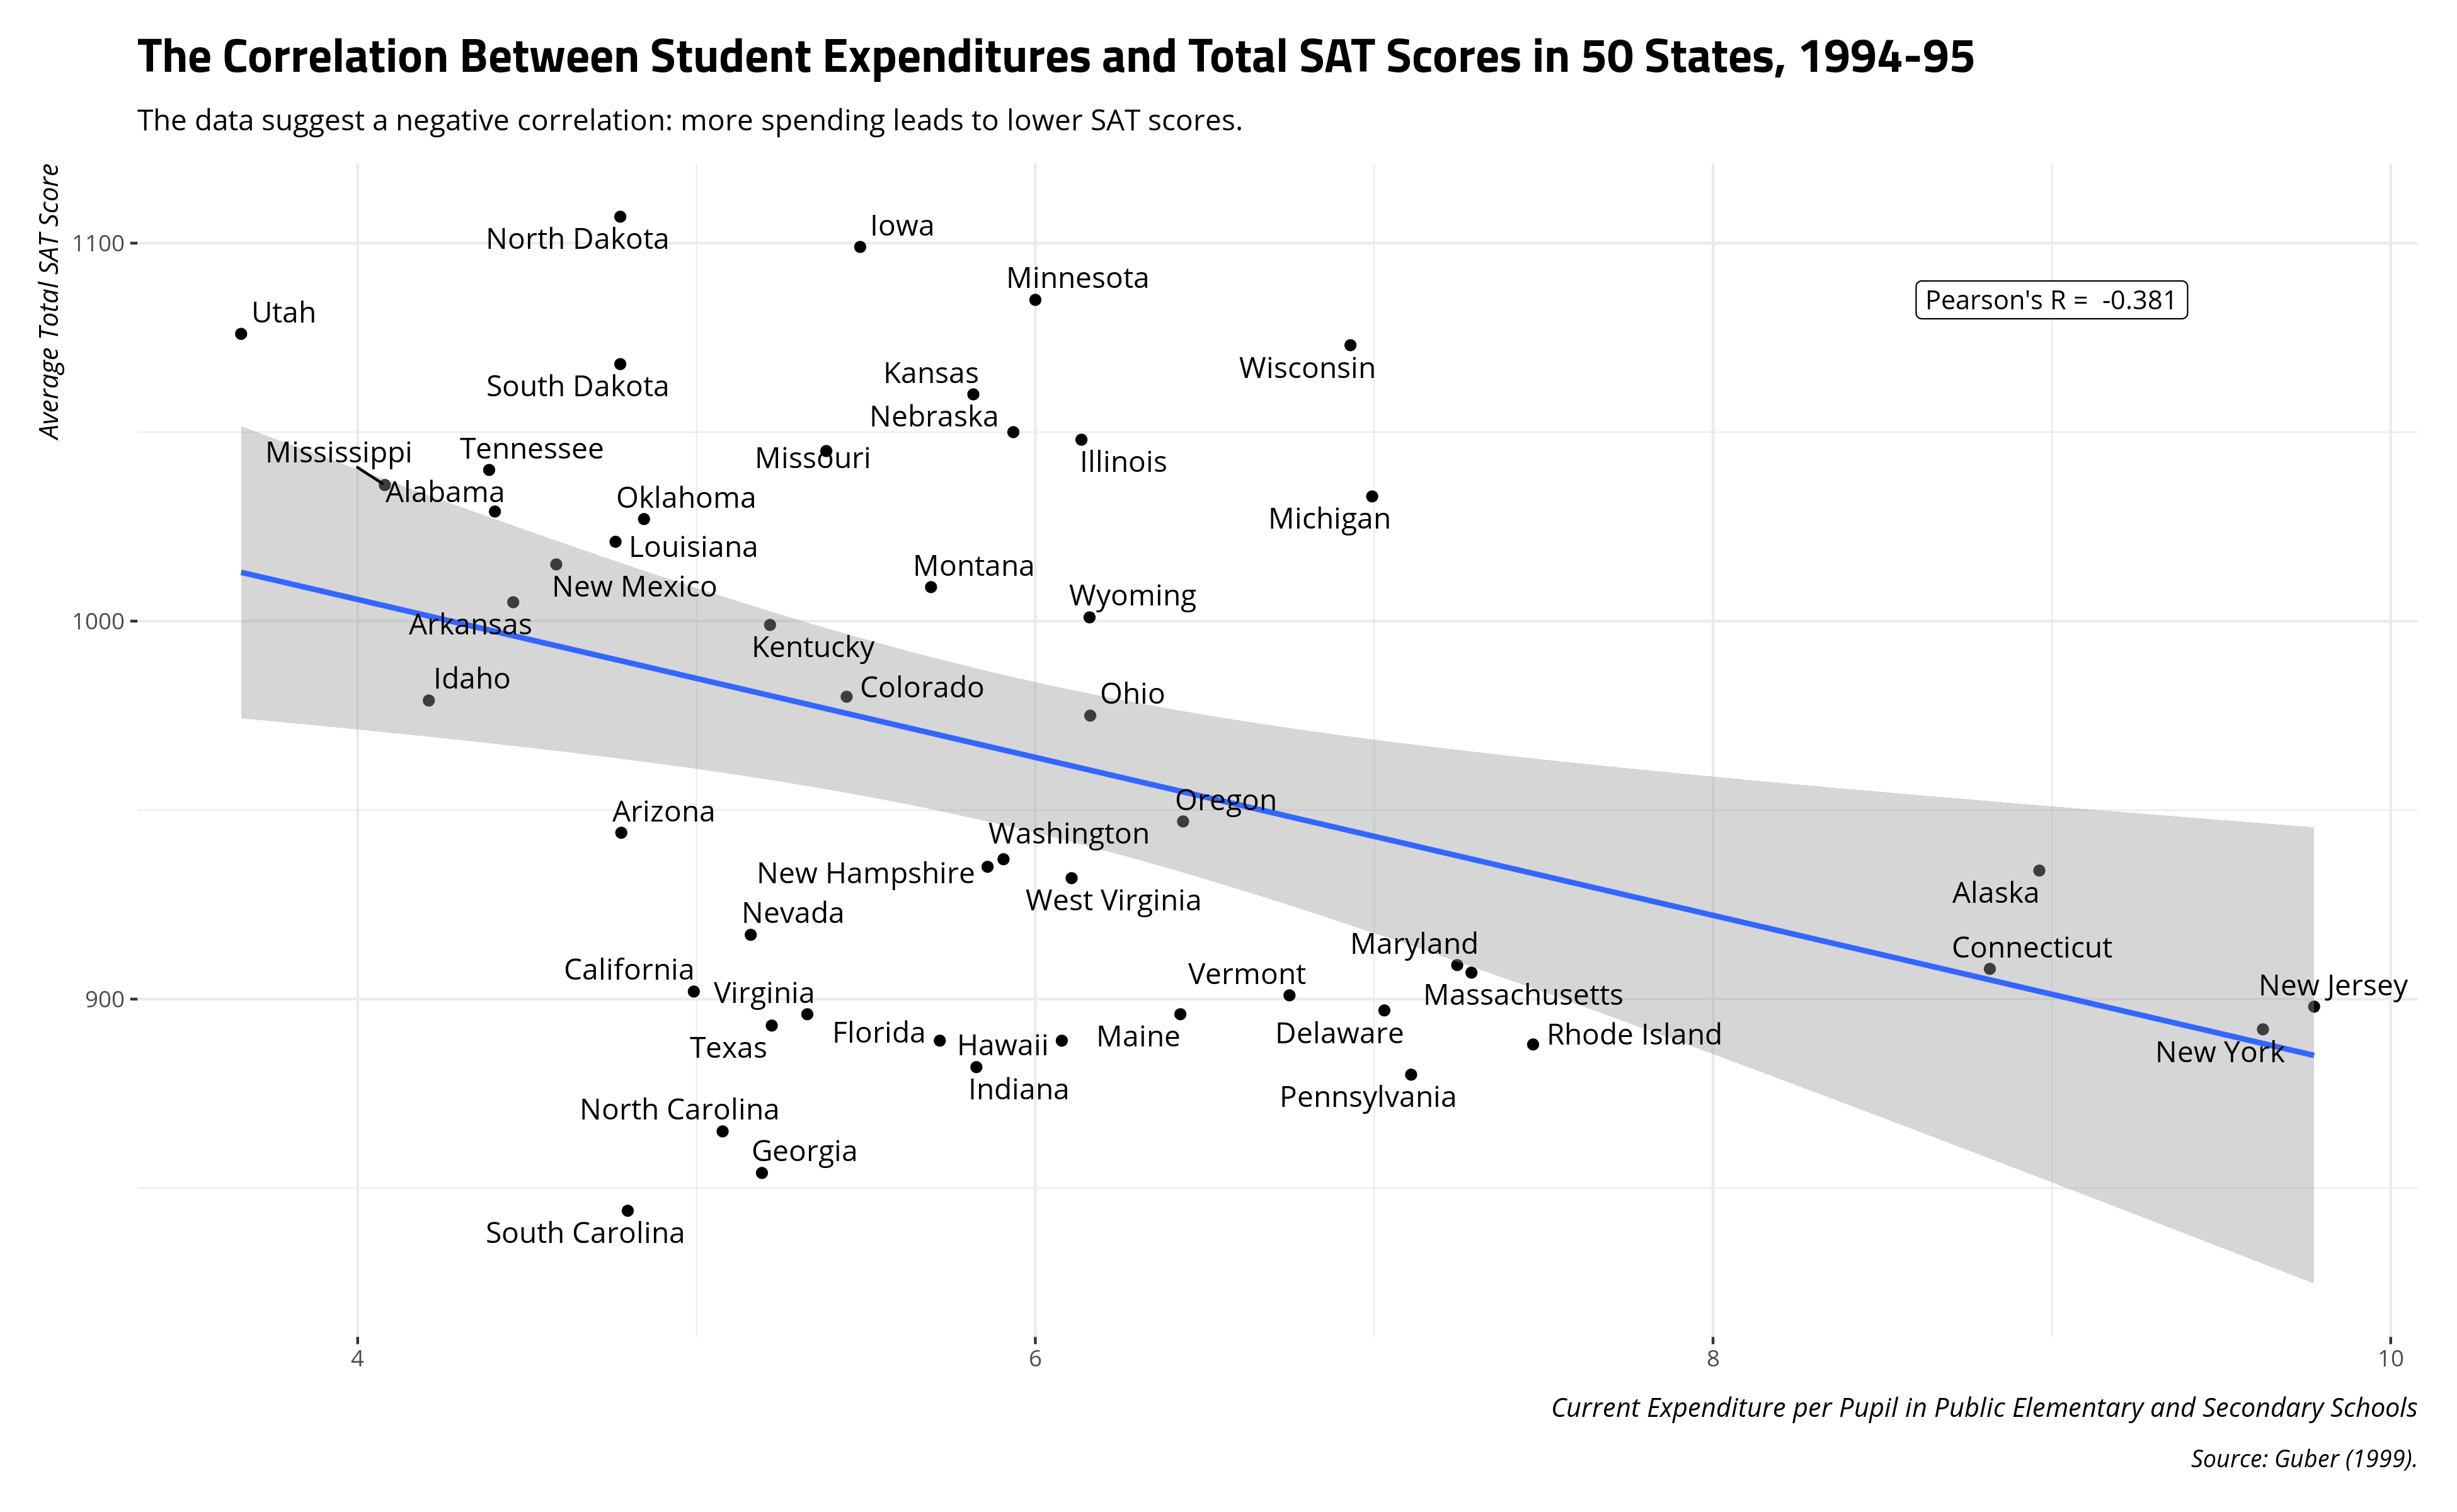 The Correlation Between Student Expenditures and Total SAT Scores in 50 States, 1994-95
The data suggest a negative correlation: more spending leads to lower SAT scores.
Average Total SAT Score
1100
1000
900
North Dakota
Iowa
Minnesota
Pearson's R = -0.381
Utah
Wisconsin
South Dakota
Kansas
Nebraska
Mississippi
Tennessee
Missouri
Illinois
Alabama
Oklahoma
Michigan
Louisiana
New Mexico
Montana
Wyoming
Arkansas
Kentucky
Idaho
Colorado
Ohio
Arizona
Oregon
Washington
New Hampshire
West Virginia
Alaska
Nevada
Maryland
Connecticut
California
Vermont
New Jersey
Virginia
Massachusetts
Texas
Florida
Hawaii
Maine
Delaware
Rhode Island
New York
Indiana
Pennsylvania
North Carolina
Georgia
South Carolina
4
6
8
10
Current Expenditure per Pupil in Public Elementary and Secondary Schools
Source: Guber (1999).